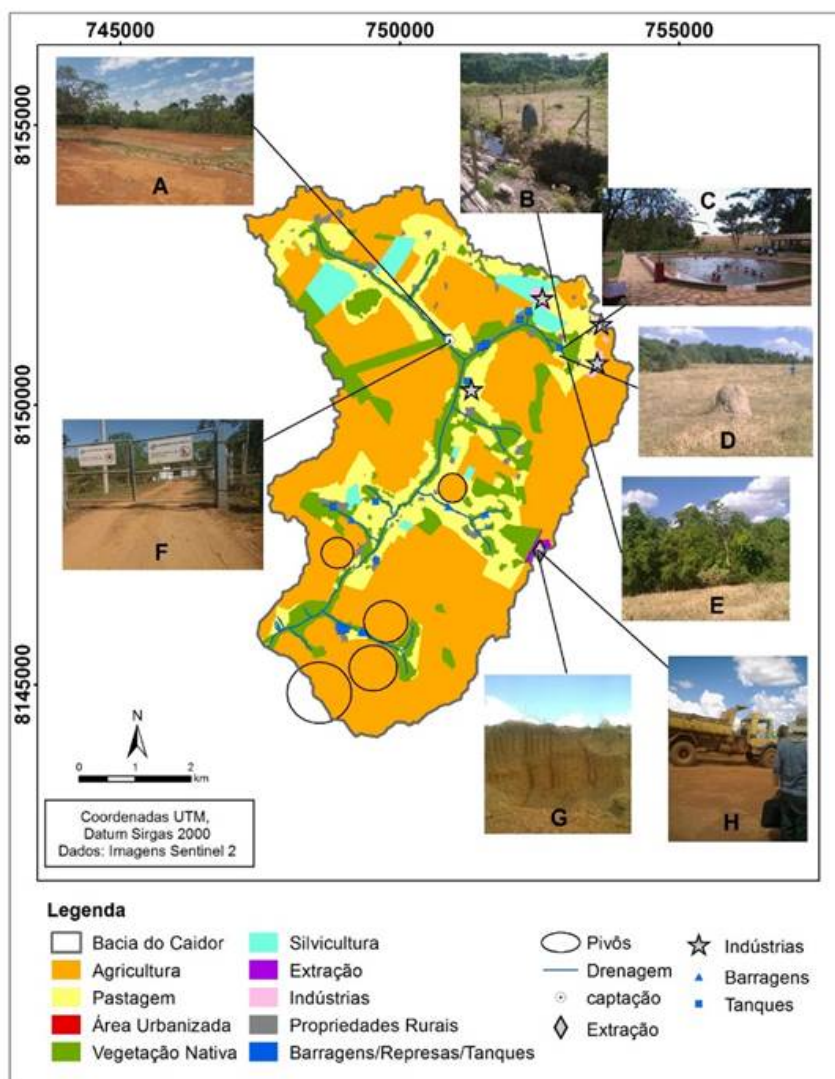 745000 750000 755000
8155000
8150000
8145000
A
B
C
D
E
F
G
H
N
0 1 2
km
Coordenadas UTM,
Datum Sirgas 2000
Dados: Imagens Sentinel 2
Legenda
Bacia do Caidor
Agricultura
Pastagem
Área Urbanizada
Vegetação Nativa
Silvicultura
Extração
Indústrias
Propriedades Rurais
Barragens/Represas/Tanques
Pivôs
Drenagem
captação
Extração
Indústrias
Barragens
Tanques